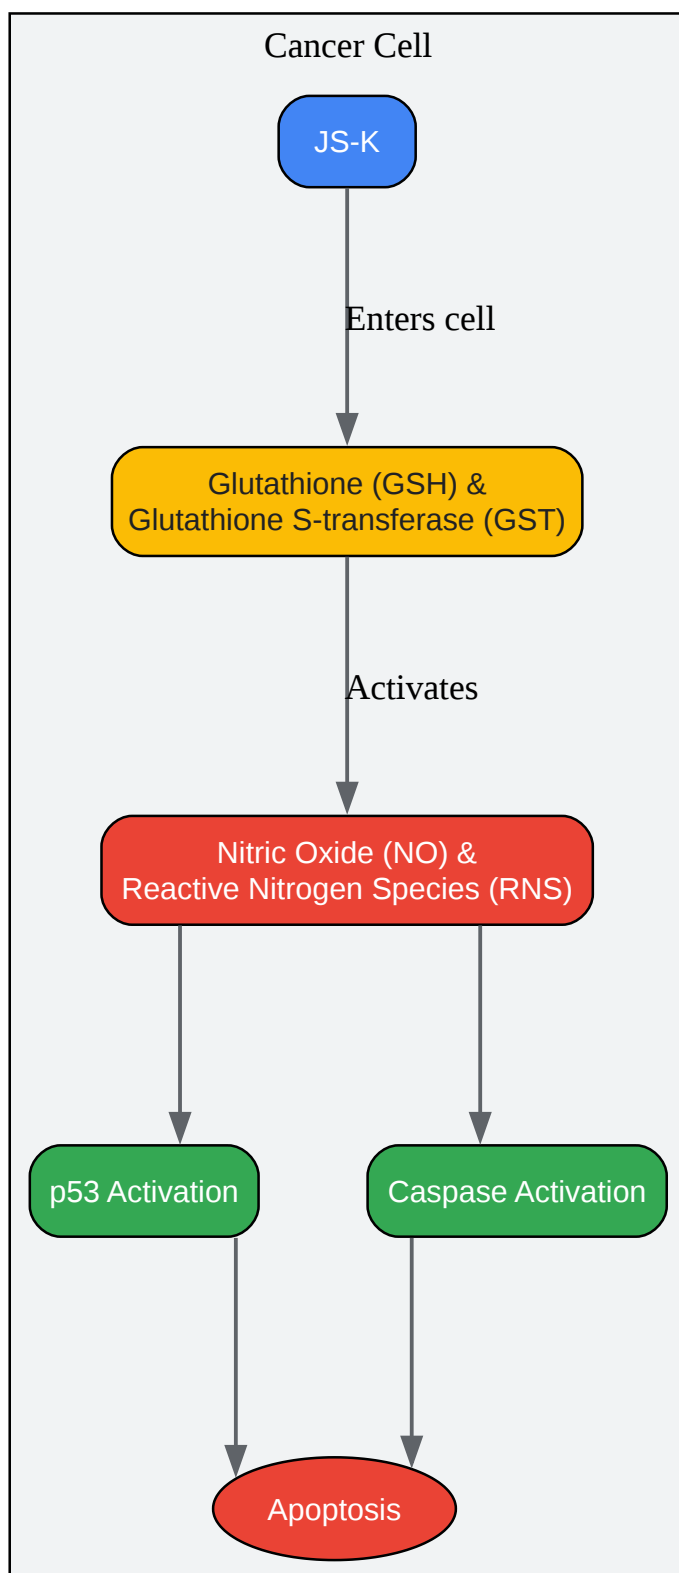 Cancer Cell
JS-K
Enters cell
Glutathione (GSH) &
Glutathione S-transferase (GST)
Activates
Nitric Oxide (NO) &
Reactive Nitrogen Species (RNS)
p53 Activation
Caspase Activation
Apoptosis